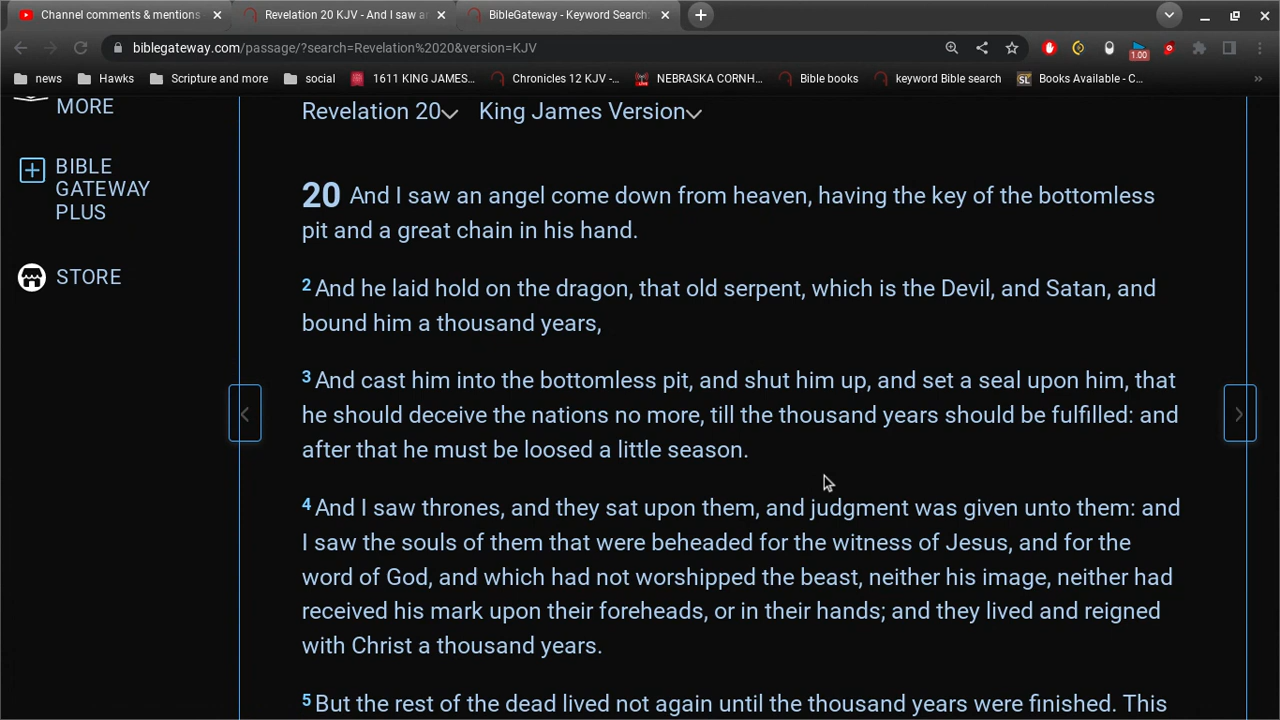 Channel comments & mentions -
Revelation 20 KJV - And I saw an
BibleGateway - Keyword Search:
biblegateway.com/passage/?search=Revelation%2020&version=KJV
1.00
news
Hawks
Scripture and more
social
1611 KING JAMES...
Chronicles 12 KJV -...
NEBRASKA CORNH...
Bible books
keyword Bible search
SL
Books Available - C...
»
MORE
BIBLE
GATEWAY
PLUS
STORE
Revelation 20 King James Version
20 And I saw an angel come down from heaven, having the key of the bottomless
pit and a great chain in his hand.
2 And he laid hold on the dragon, that old serpent, which is the Devil, and Satan, and
bound him a thousand years,
3 And cast him into the bottomless pit, and shut him up, and set a seal upon him, that
he should deceive the nations no more, till the thousand years should be fulfilled: and
after that he must be loosed a little season.
4 And I saw thrones, and they sat upon them, and judgment was given unto them: and
I saw the souls of them that were beheaded for the witness of Jesus, and for the
word of God, and which had not worshipped the beast, neither his image, neither had
received his mark upon their foreheads, or in their hands; and they lived and reigned
with Christ a thousand years.
5 But the rest of the dead lived not again until the thousand years were finished. This